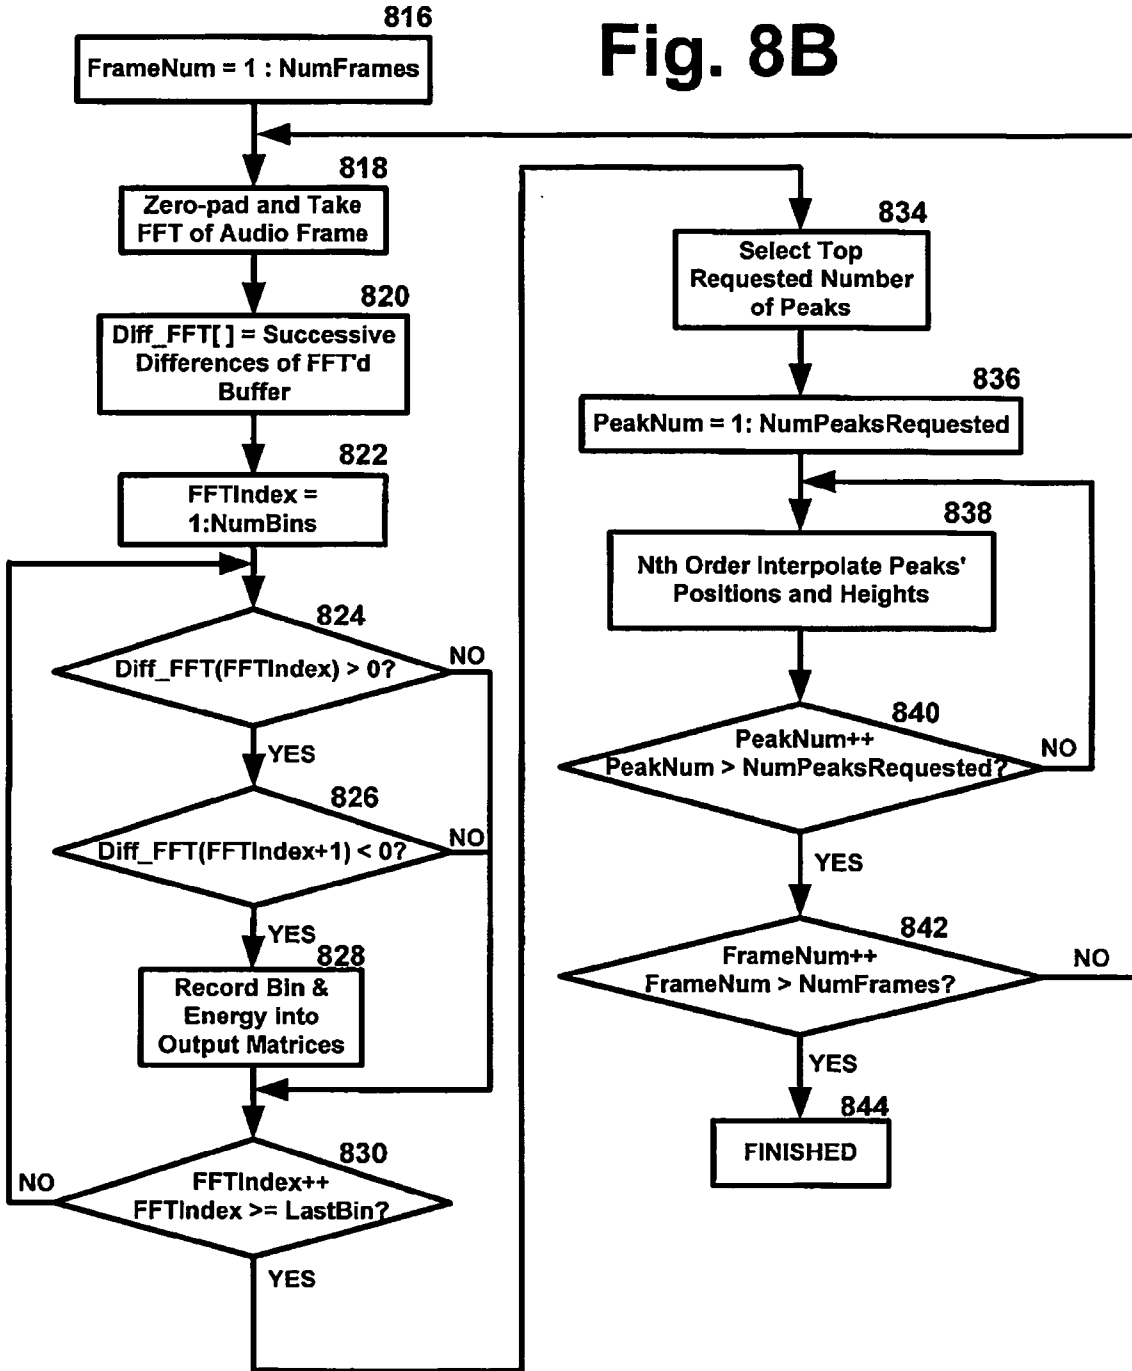 Fig. 8B
816
FrameNum = 1 : NumFrames
818
Zero-pad and Take
FFT of Audio Frame
820
Diff_FFT[ ] = Successive
Differences of FFT'd
Buffer
822
FFTIndex =
1:NumBins
824
Diff_FFT(FFTIndex) > 0?
NO
YES
826
Diff_FFT(FFTIndex+1) < 0?
NO
YES
828
Record Bin &
Energy into
Output Matrices
830
FFTIndex++
FFTIndex >= LastBin?
NO
YES
834
Select Top
Requested Number
of Peaks
836
PeakNum = 1: NumPeaksRequested
838
Nth Order Interpolate Peaks'
Positions and Heights
840
PeakNum++
PeakNum > NumPeaksRequested?
NO
YES
842
FrameNum++
FrameNum > NumFrames?
NO
YES
844
FINISHED